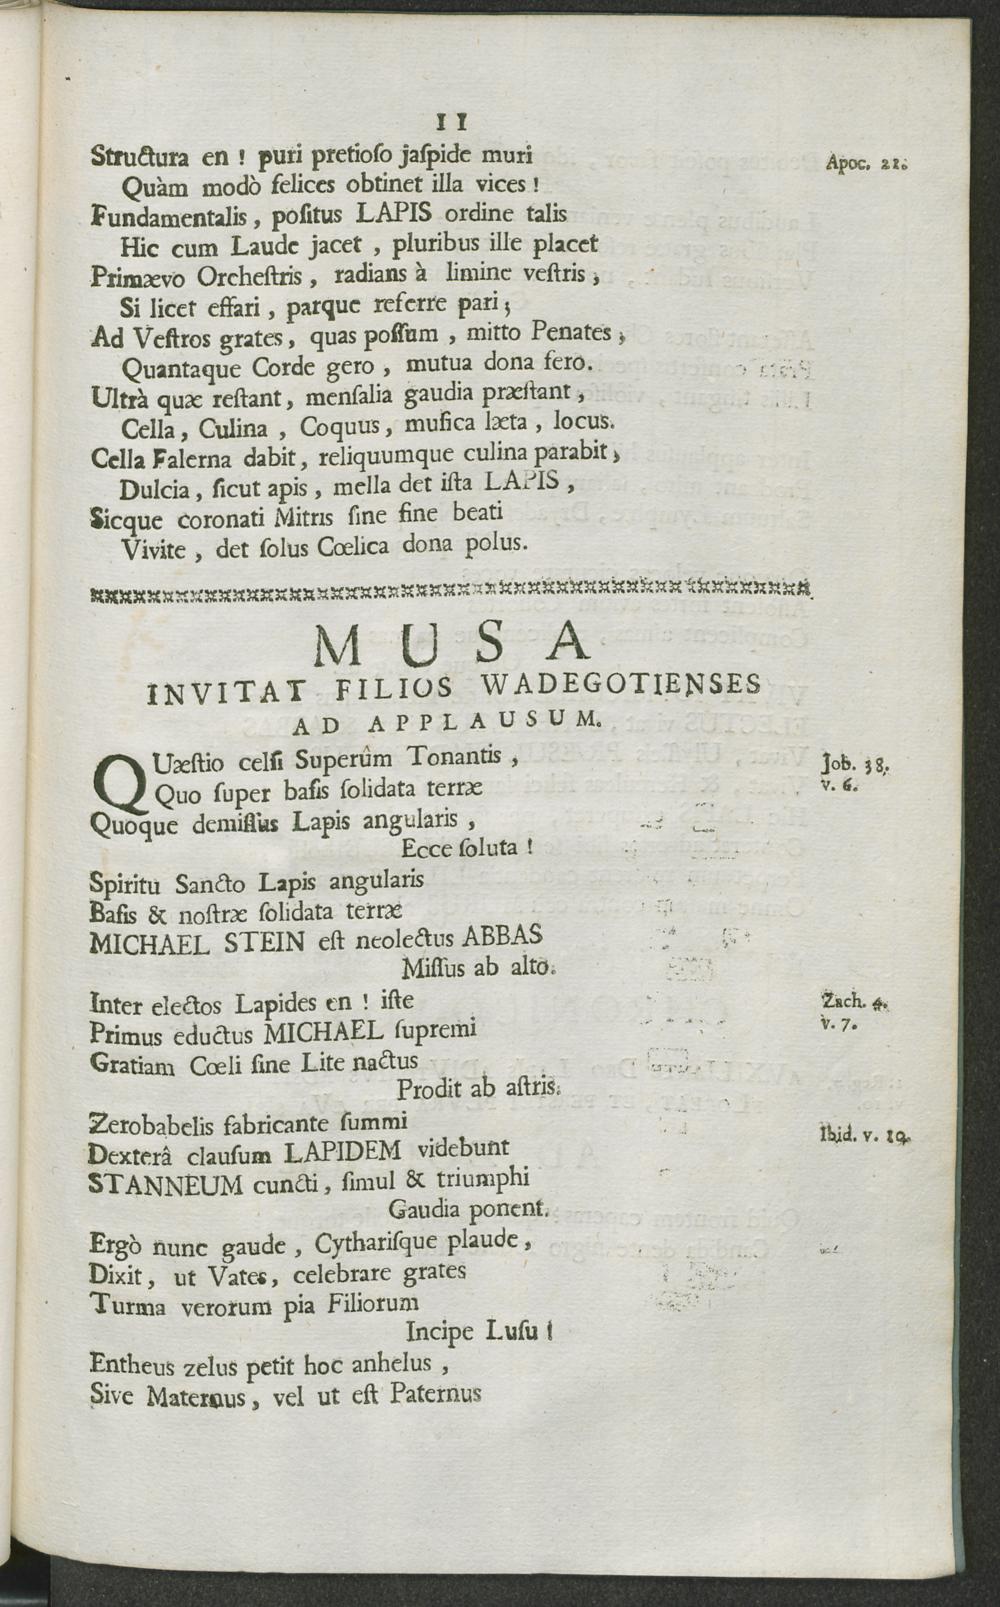 11
Structura en ! puri pretioſo jaſpide muri
Apoc. 21.
Quàm modò felices obtinet illa vices !
Fundamentalis , poſitus LAPIS ordine talis
Hic cum Laude jacet , pluribus ille placet
Primævo Orcheſtris , radians à limine veſtris ,
Si licet effari , parque referre pari ;
Ad Veſtros grates , quas poſſum , mitto Penates ,
Quantaque Corde gero , mutua dona fero.
Ultrà quæ reſtant , menſalia gaudia præſtant ,
Cella , Culina , Coquus , muſica læta , locus.
Cella Falerna dabit , reliquumque culina parabit ,
Dulcia , ſicut apis , mella det iſta LAPIS ,
Sicque coronati Mitris ſine fine beati
Vivite , det ſolus Cœlica dona polus.
MUSA
INVITAT FILIOS WADEGOTIENSES
AD APPLAUSUM.
QUæſtio celſi Superûm Tonantis ,
Job. 38.
Quo ſuper baſis ſolidata terræ
v. 6.
Quoque demiſſus Lapis angularis ,
Ecce ſoluta !
Spiritu Sancto Lapis angularis
Baſis & noſtræ ſolidata terræ
MICHAEL STEIN eſt neolectus ABBAS
Miſſus ab alto.
Inter electos Lapides en ! iſte
Zach. 4.
Primus eductus MICHAEL ſupremi
v. 7.
Gratiam Cœli ſine Lite nactus
Prodit ab aſtris.
Zerobabelis fabricante ſummi
Ibid. v. 10.
Dexterâ clauſum LAPIDEM videbunt
STANNEUM cuncti , ſimul & triumphi
Gaudia ponent.
Ergò nunc gaude , Cythariſque plaude ,
Dixit , ut Vates , celebrare grates
Turma verorum pia Filiorum
Incipe Luſu !
Entheus zelus petit hoc anhelus ,
Sive Maternus , vel ut eſt Paternus